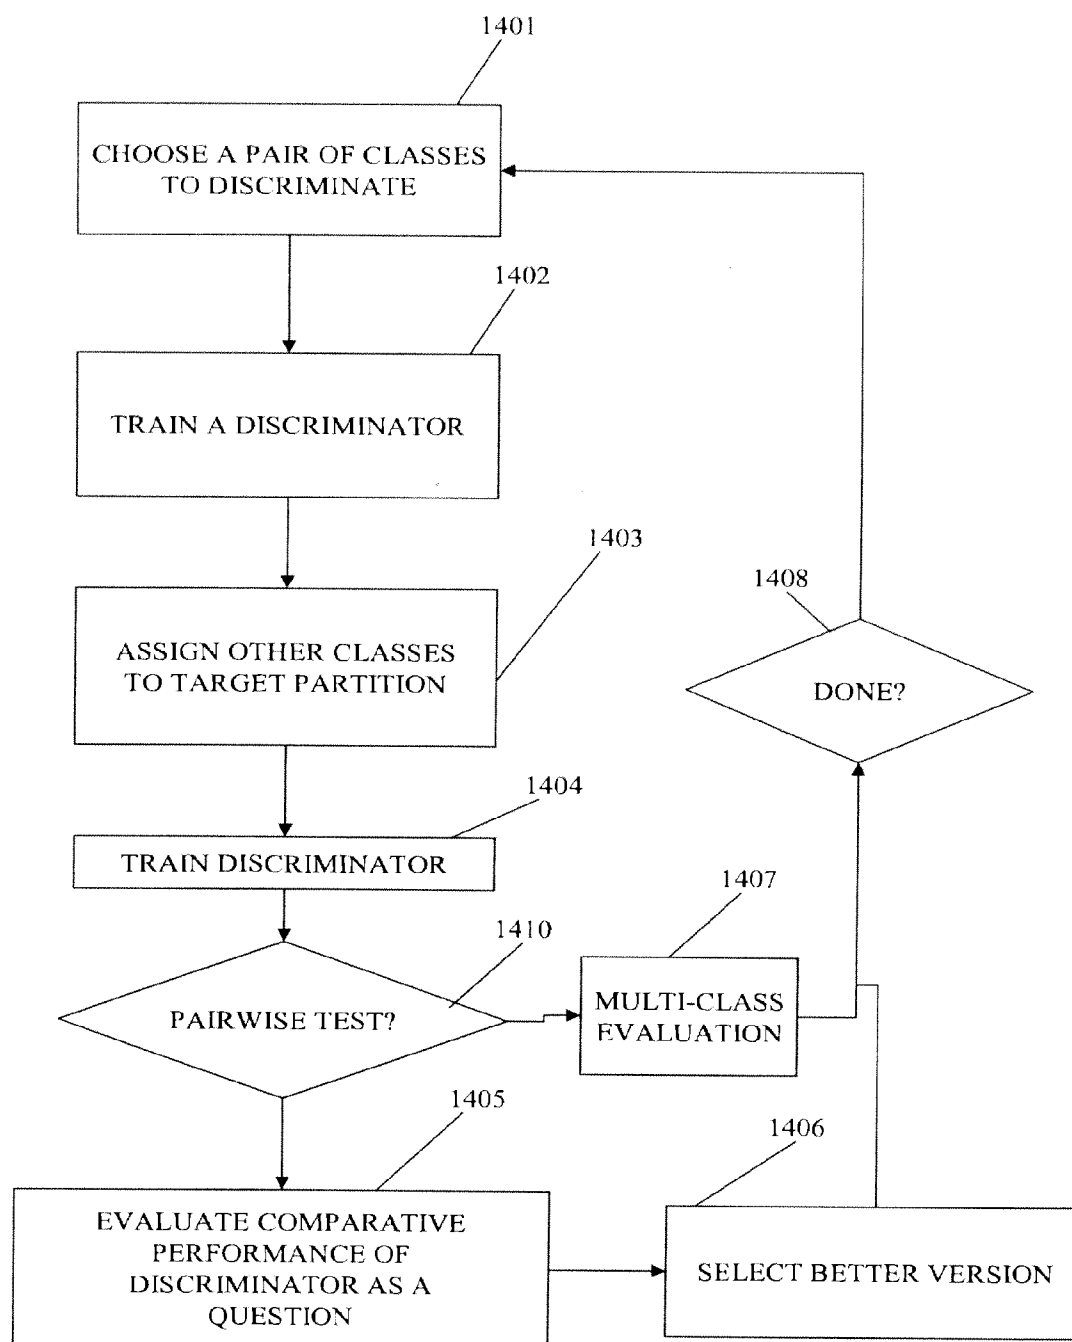 1401
CHOOSE A PAIR OF CLASSES
TO DISCRIMINATE
1402
TRAIN A DISCRIMINATOR
1403
ASSIGN OTHER CLASSES
TO TARGET PARTITION
1408
DONE?
1404
TRAIN DISCRIMINATOR
1407
MULTI-CLASS
EVALUATION
1410
PAIRWISE TEST?
1405
EVALUATE COMPARATIVE
PERFORMANCE OF
DISCRIMINATOR AS A
QUESTION
1406
SELECT BETTER VERSION